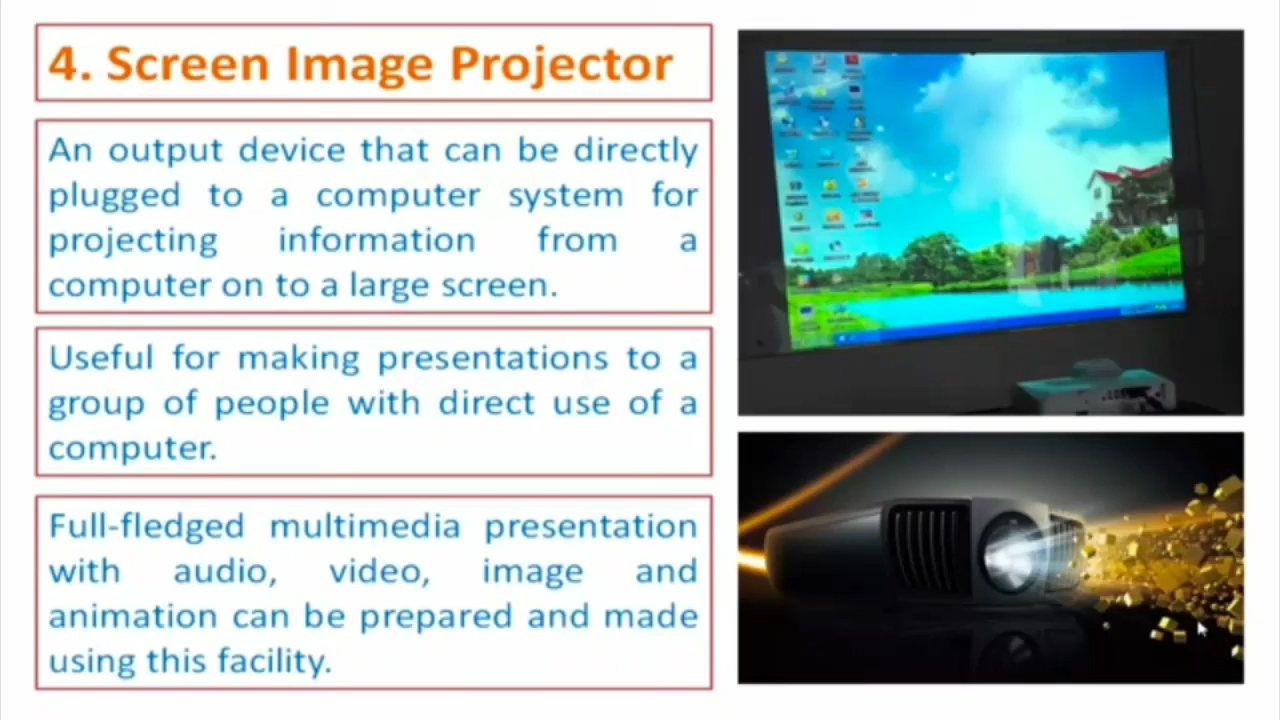 4. Screen Image Projector
An output device that can be directly
plugged to a computer system for
projecting information from a
computer on to a large screen.
Useful for making presentations to a
group of people with direct use of a
computer.
Full-fledged multimedia presentation
with audio, video, image and
animation can be prepared and made
using this facility.